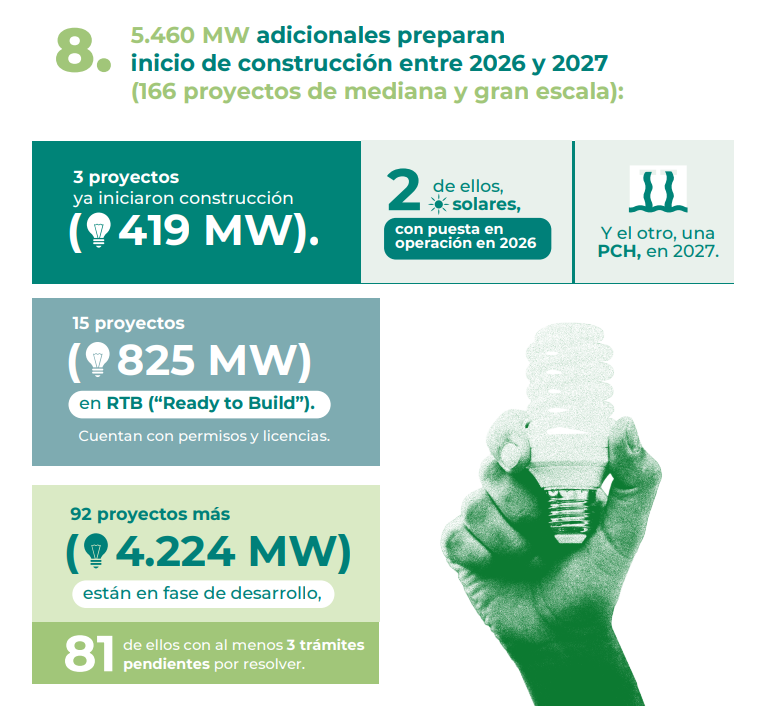 8.
5.460 MW adicionales preparan
inicio de construcción entre 2026 y 2027
(166 proyectos de mediana y gran escala):
3 proyectos
ya iniciaron construcción
(419 MW).
2 de ellos,
solares,
con puesta en
operación en 2026
Y el otro, una
PCH, en 2027.
15 proyectos
(825 MW)
en RTB (“Ready to Build”).
Cuentan con permisos y licencias.
92 proyectos más
(4.224 MW)
están en fase de desarrollo,
81 de ellos con al menos 3 trámites
pendientes por resolver.